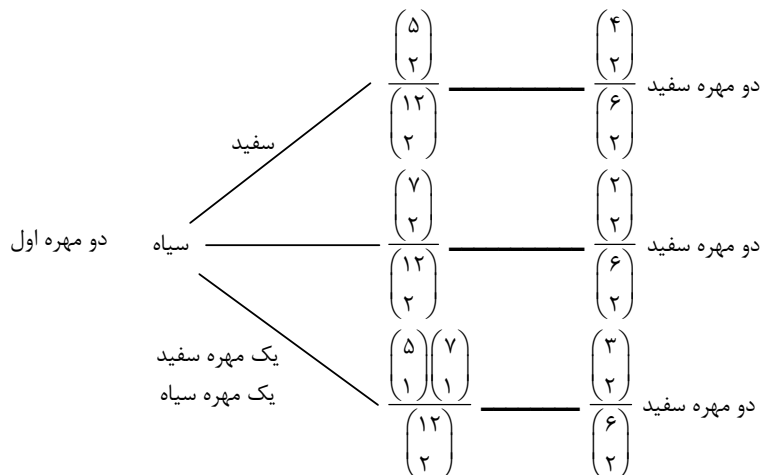 سفید
(۵ ۲) / (۱۲ ۲) (۴ ۲) / (۶ ۲) دو مهره سفید
دو مهره اول سیاه
(۷ ۲) / (۱۲ ۲) (۲ ۲) / (۶ ۲) دو مهره سفید
یک مهره سفید
یک مهره سیاه
(۵ ۱)(۷ ۱) / (۱۲ ۲) (۳ ۲) / (۶ ۲) دو مهره سفید